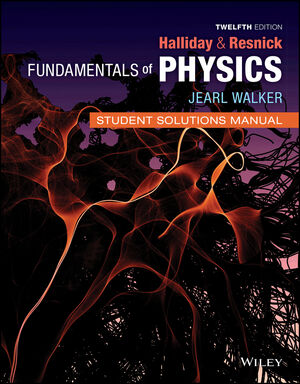 TWELFTH EDITION
Halliday & Resnick
FUNDAMENTALS of PHYSICS
JEARL WALKER
STUDENT SOLUTIONS MANUAL
WILEY